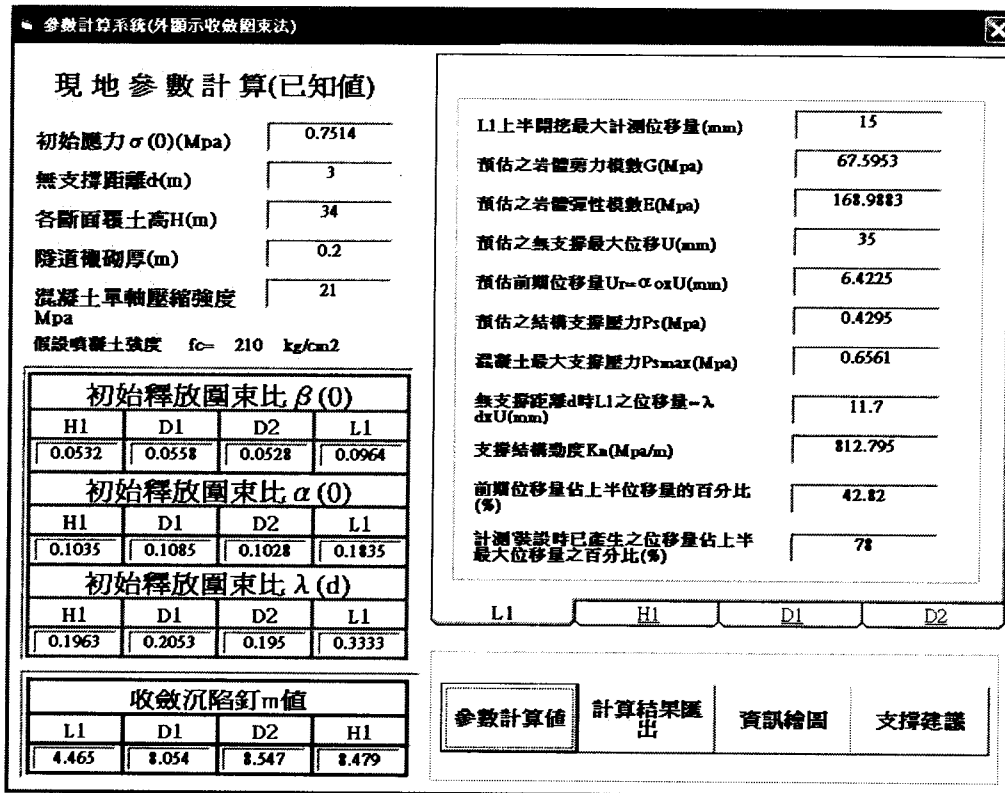 參數計算系統(外顯示收斂圍束法)
現地參數計算(已知值)
初始應力σ(0)(Mpa) 0.7514
無支撐距離d(m) 3
各斷面覆土高H(m) 34
隧道襯砌厚(m) 0.2
混凝土單軸壓縮強度 21
Mpa
假設噴凝土強度 fc= 210 kg/cm2
初始釋放圍束比β(0)
H1 D1 D2 L1
0.0532 0.0558 0.0528 0.0964
初始釋放圍束比α(0)
H1 D1 D2 L1
0.1035 0.1085 0.1028 0.1835
初始釋放圍束比λ(d)
H1 D1 D2 L1
0.1963 0.2053 0.195 0.3333
收斂沉陷釘m值
L1 D1 D2 H1
4.465 8.054 8.547 8.479
L1上半開挖最大計測位移量(mm) 15
預估之岩體剪力模數G(Mpa) 67.5953
預估之岩體彈性模數E(Mpa) 168.9883
預估之無支撐最大位移U(mm) 35
預估前期位移量Ur=αoxU(mm) 6.4225
預估之結構支撐壓力Ps(Mpa) 0.4295
混凝土最大支撐壓力Psmax(Mpa) 0.6561
無支撐距離d時L1之位移量=λ
dxU(mm) 11.7
支撐結構勁度Kn(Mpa/m) 812.795
前期位移量佔上半位移量的百分比
(%) 42.82
計測裝設時已產生之位移量佔上半
最大位移量之百分比(%) 78
L1 H1 D1 D2
參數計算值 計算結果匯
出 資訊繪圖 支撐建議